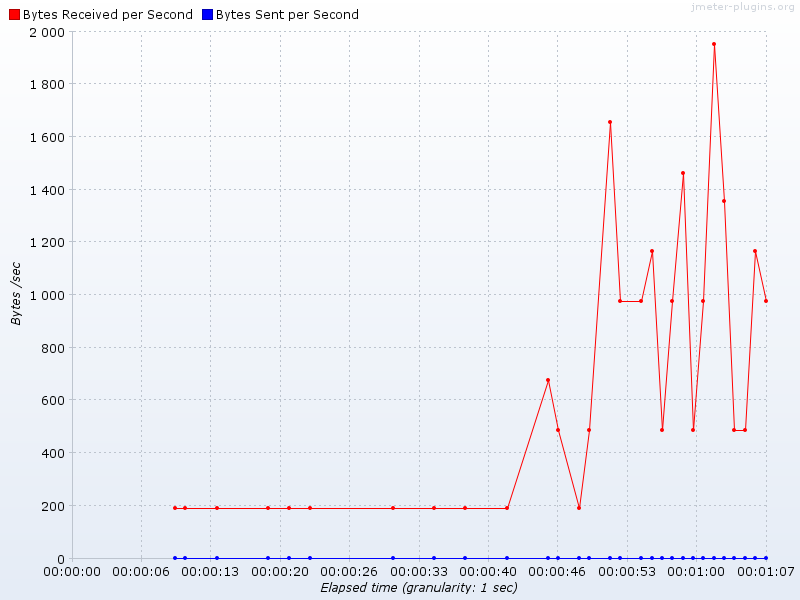 jmeter-plugins.org
Bytes Received per Second Bytes Sent per Second
2 000
1 800
1 600
1 400
1 200
1 000
800
600
400
200
0
Bytes /sec
00:00:00 00:00:06 00:00:13 00:00:20 00:00:26 00:00:33 00:00:40 00:00:46 00:00:53 00:01:00 00:01:07
Elapsed time (granularity: 1 sec)